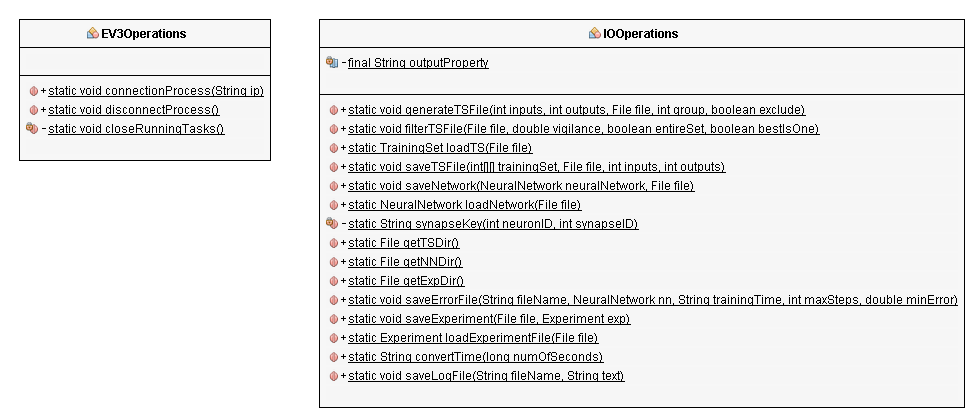 EV3Operations
+ static void connectionProcess(String ip)
+ static void disconnectProcess()
- static void closeRunningTasks()
IOOperations
- final String outputProperty
+ static void generateTSFile(int inputs, int outputs, File file, int group, boolean exclude)
+ static void filterTSFile(File file, double vigilance, boolean entireSet, boolean bestIsOne)
+ static TrainingSet loadTS(File file)
+ static void saveTSFile(int[][] trainingSet, File file, int inputs, int outputs)
+ static void saveNetwork(NeuralNetwork neuralNetwork, File file)
+ static NeuralNetwork loadNetwork(File file)
- static String synapseKey(int neuronID, int synapseID)
+ static File getTSDir()
+ static File getNNDir()
+ static File getExpDir()
+ static void saveErrorFile(String fileName, NeuralNetwork nn, String trainingTime, int maxSteps, double minError)
+ static void saveExperiment(File file, Experiment exp)
+ static Experiment loadExperimentFile(File file)
+ static String convertTime(long numOfSeconds)
+ static void saveLogFile(String fileName, String text)